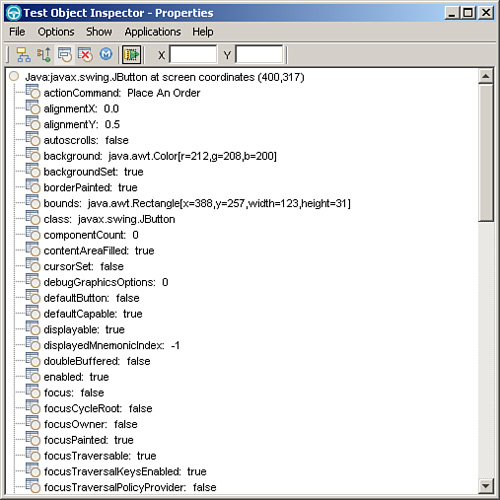 Test Object Inspector - Properties
File Options Show Applications Help
X Y
Java:javax.swing.JButton at screen coordinates (400,317)
actionCommand: Place An Order
alignmentX: 0.0
alignmentY: 0.5
autoscrolls: false
background: java.awt.Color[r=212,g=208,b=200]
backgroundSet: true
borderPainted: true
bounds: java.awt.Rectangle[x=388,y=257,width=123,height=31]
class: javax.swing.JButton
componentCount: 0
contentAreaFilled: true
cursorSet: false
debugGraphicsOptions: 0
defaultButton: false
defaultCapable: true
displayable: true
displayedMnemonicIndex: -1
doubleBuffered: false
enabled: true
focus: false
focusCycleRoot: false
focusOwner: false
focusPainted: true
focusTraversable: true
focusTraversalKeysEnabled: true
focusTraversalPolicyProvider: false